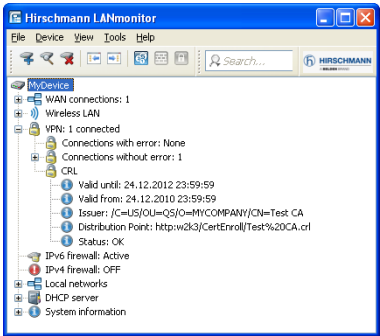 Hirschmann LANmonitor
File Device View Tools Help
Search...
HIRSCHMANN
MyDevice
WAN connections: 1
Wireless LAN
VPN: 1 connected
Connections with error: None
Connections without error: 1
CRL
Valid until: 24.12.2012 23:59:59
Valid from: 24.12.2010 23:59:59
Issuer: /C=US/OU=QS/O=MYCOMPANY/CN=Test CA
Distribution Point: http:w2k3/CertEnroll/Test%20CA.crl
Status: OK
IPv6 firewall: Active
IPv4 firewall: OFF
Local networks
DHCP server
System information